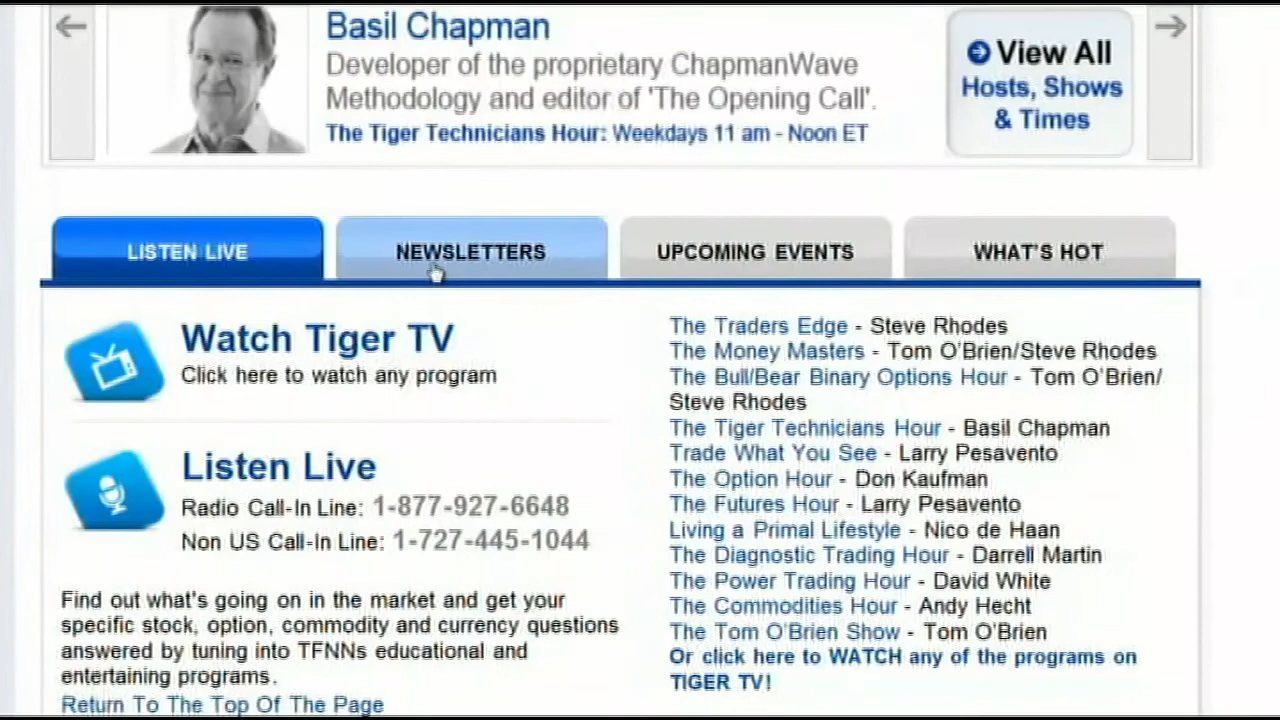 Basil Chapman
Developer of the proprietary ChapmanWave
Methodology and editor of 'The Opening Call'.
The Tiger Technicians Hour: Weekdays 11 am - Noon ET
View All
Hosts, Shows
& Times
LISTEN LIVE
NEWSLETTERS
UPCOMING EVENTS
WHAT'S HOT
Watch Tiger TV
Click here to watch any program
Listen Live
Radio Call-In Line: 1-877-927-6648
Non US Call-In Line: 1-727-445-1044
Find out what's going on in the market and get your
specific stock, option, commodity and currency questions
answered by tuning into TFNNs educational and
entertaining programs.
Return To The Top Of The Page
The Traders Edge - Steve Rhodes
The Money Masters - Tom O'Brien/Steve Rhodes
The Bull/Bear Binary Options Hour - Tom O'Brien/
Steve Rhodes
The Tiger Technicians Hour - Basil Chapman
Trade What You See - Larry Pesavento
The Option Hour - Don Kaufman
The Futures Hour - Larry Pesavento
Living a Primal Lifestyle - Nico de Haan
The Diagnostic Trading Hour - Darrell Martin
The Power Trading Hour - David White
The Commodities Hour - Andy Hecht
The Tom O'Brien Show - Tom O'Brien
Or click here to WATCH any of the programs on
TIGER TV!